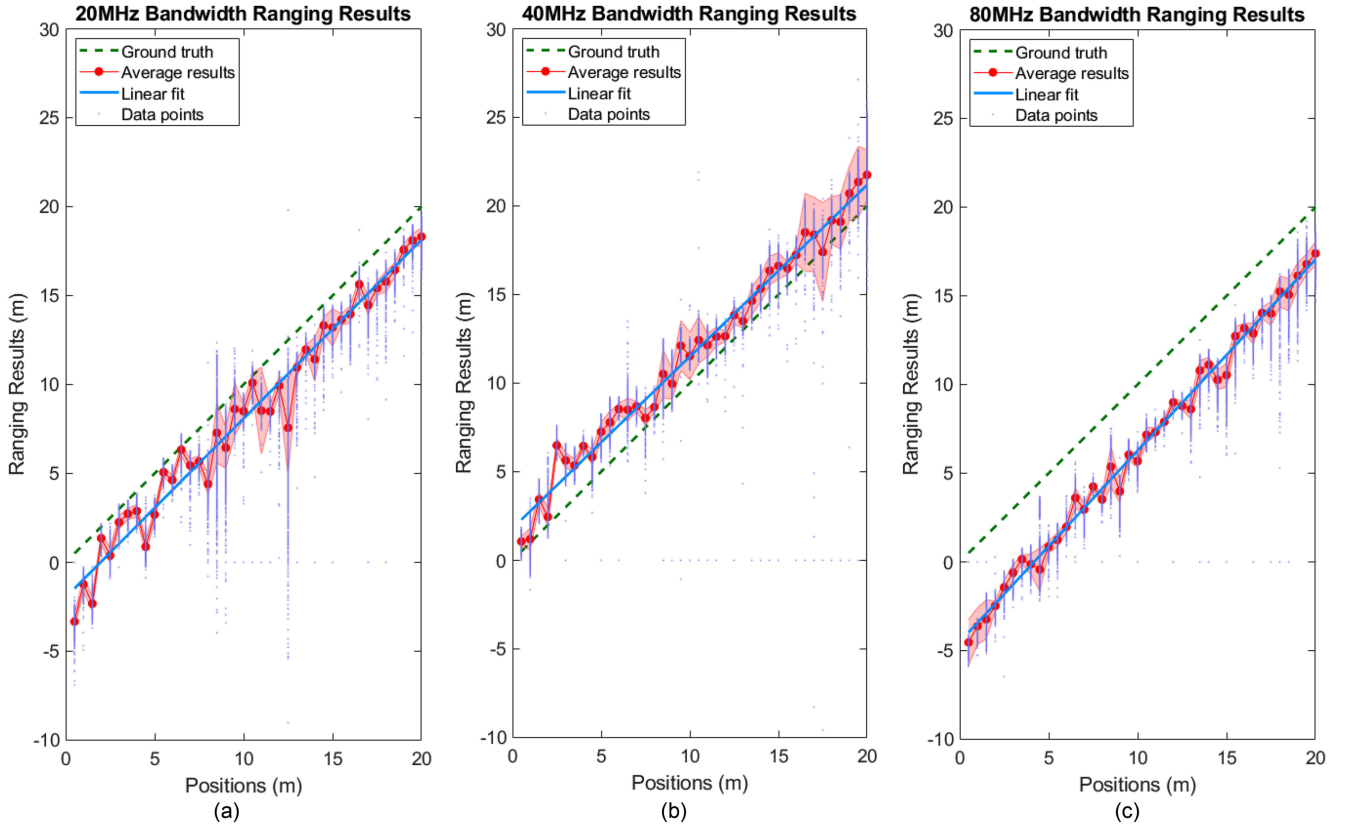 20MHz Bandwidth Ranging Results
30
25
20
15
10
5
0
-5
-10
Ranging Results (m)
Ground truth
Average results
Linear fit
Data points
0 5 10 15 20
Positions (m)
(a)
40MHz Bandwidth Ranging Results
30
25
20
15
10
5
0
-5
-10
Ranging Results (m)
Ground truth
Average results
Linear fit
Data points
0 5 10 15 20
Positions (m)
(b)
80MHz Bandwidth Ranging Results
30
25
20
15
10
5
0
-5
-10
Ranging Results (m)
Ground truth
Average results
Linear fit
Data points
0 5 10 15 20
Positions (m)
(c)